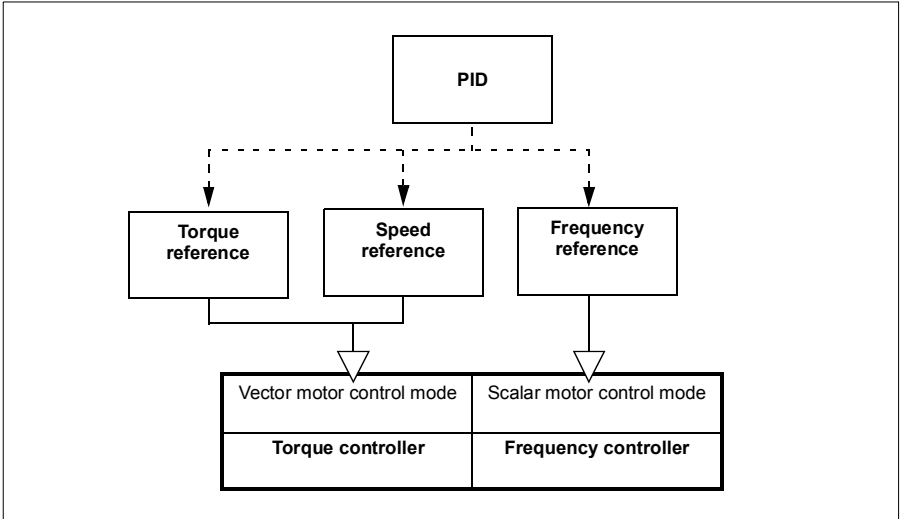 PID
Torque
reference
Speed
reference
Frequency
reference
Vector motor control mode
Scalar motor control mode
Torque controller
Frequency controller